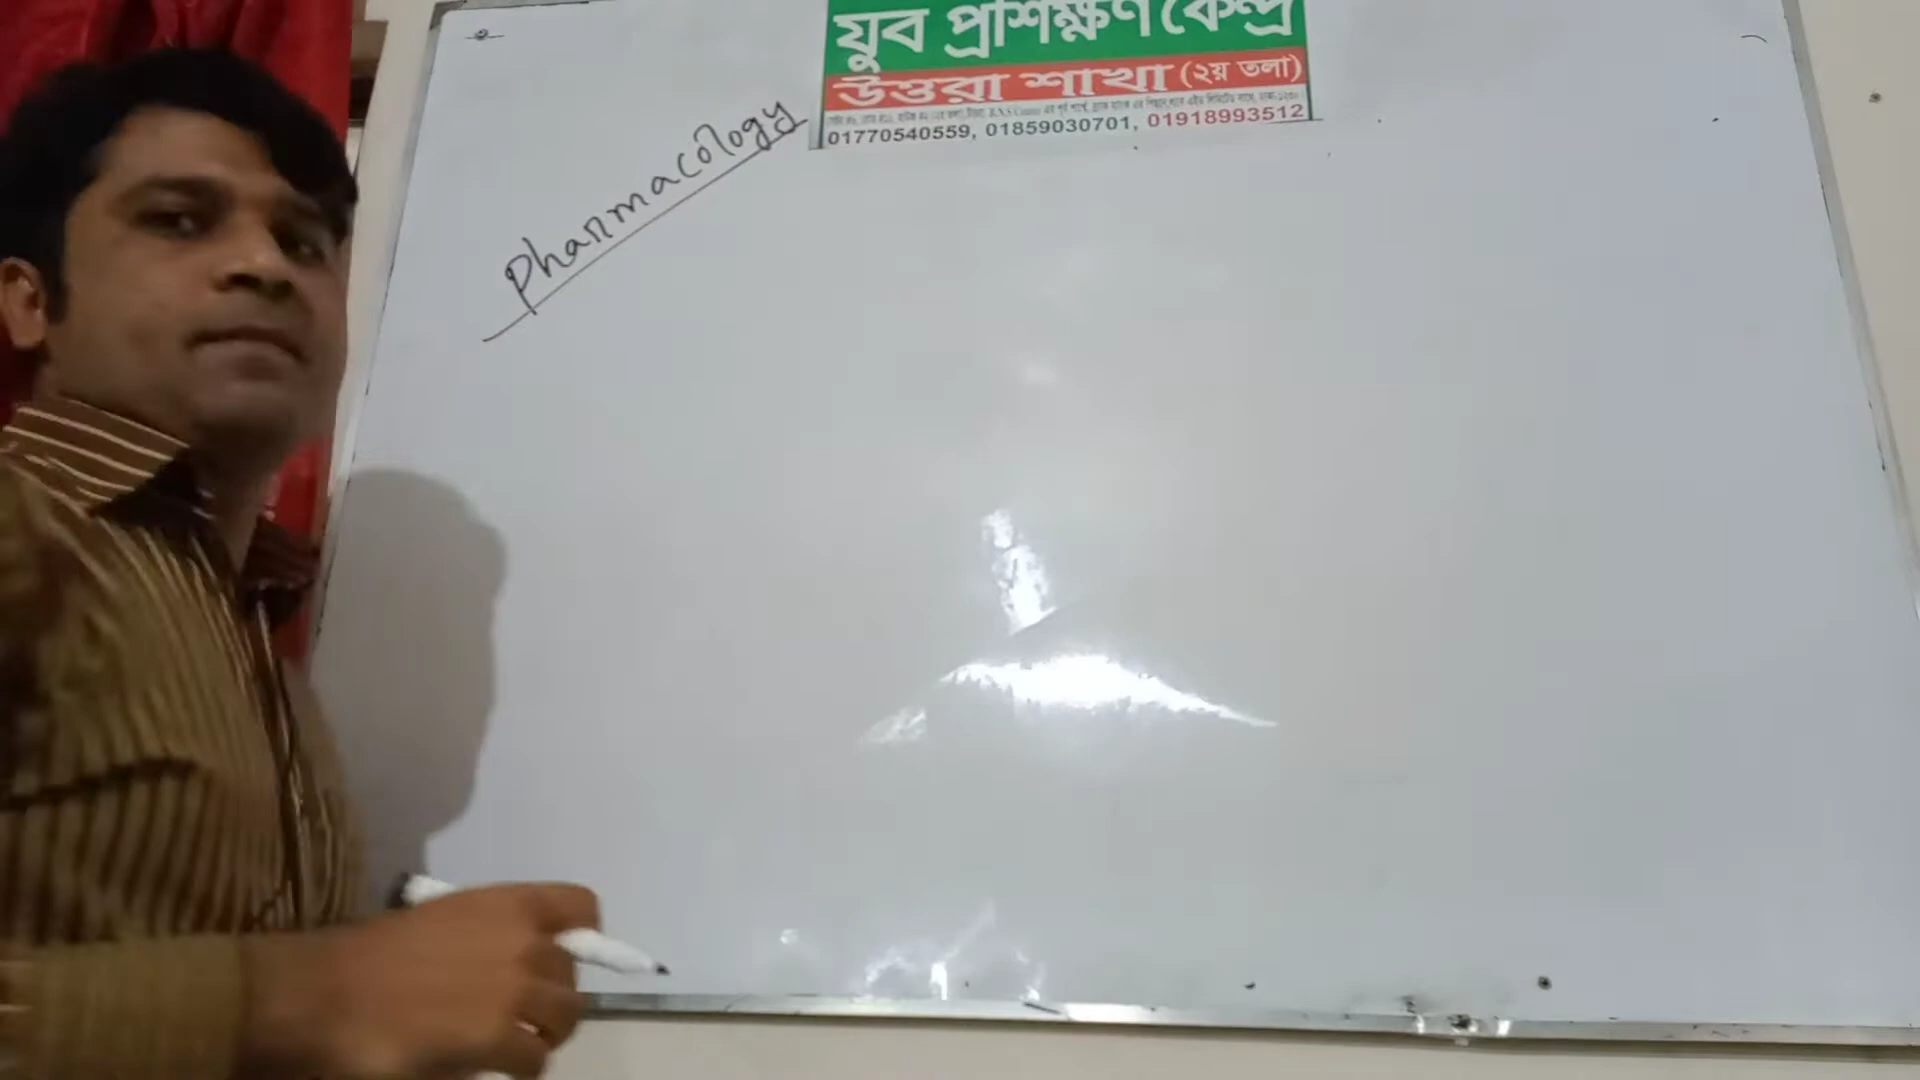 যুব প্রশিক্ষণ কেন্দ্র
উত্তরা শাখা (২য় তলা)
01770540559, 01859030701, 01918993512
Pharmacology